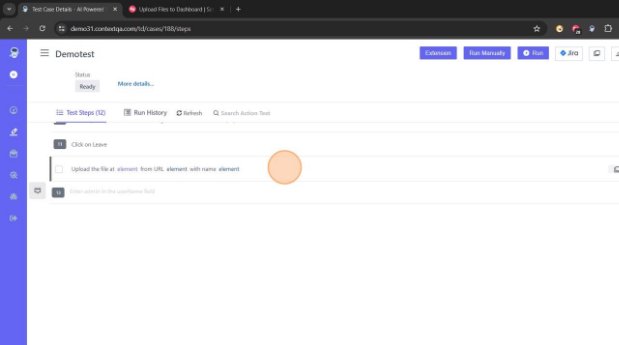 Test Case Details - AI Powered
Upload Files to Dashboard | Sc
demo31.contextqa.com/td/cases/188/steps
Demotest
Extension
Run Manually
Run
Jira
Status
Ready
More details...
Test Steps (12)
Run History
Refresh
Search Action Text
11 Click on Leave
Upload the file at element from URL element with name element
Enter admin in the userName field